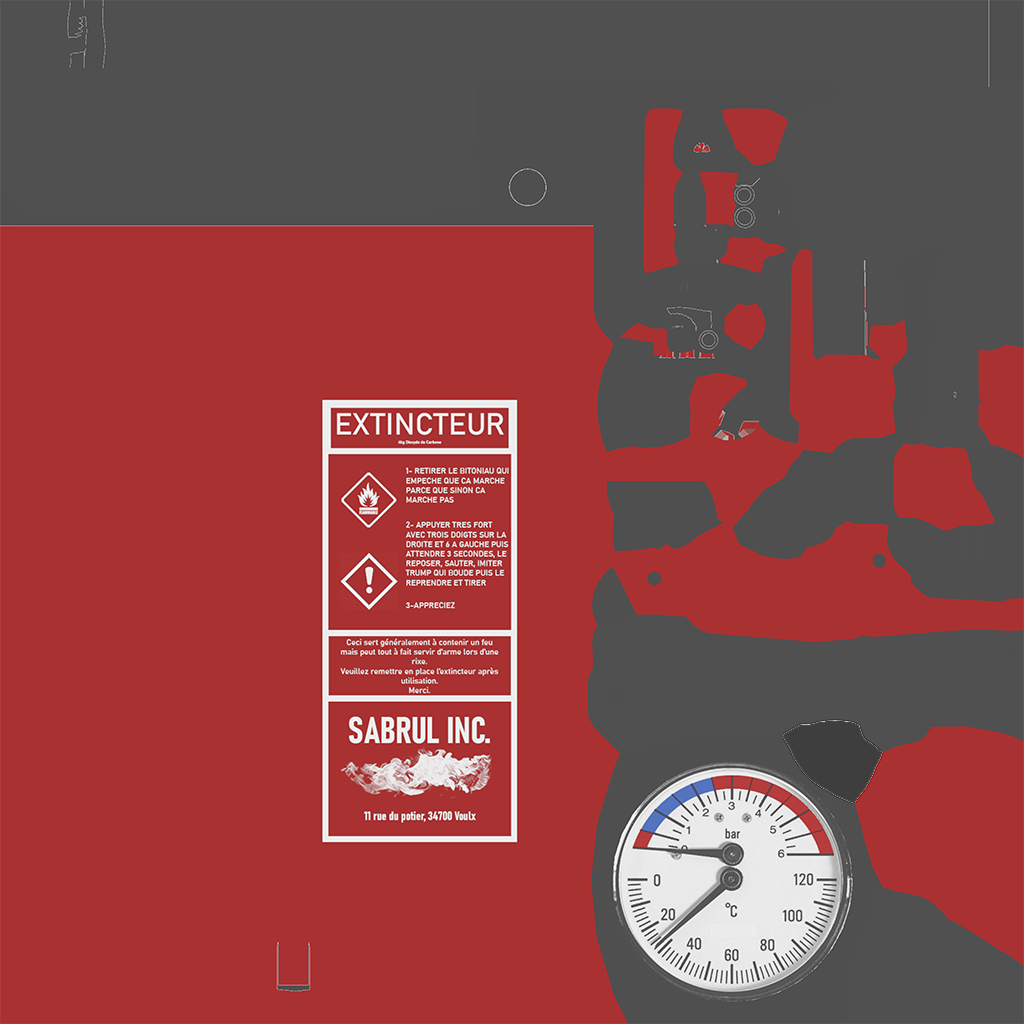 EXTINCTEUR
4kg Dioxyde de Carbone
1- RETIRER LE BITONIAU QUI
EMPECHE QUE CA MARCHE
PARCE QUE SINON CA
MARCHE PAS
2- APPUYER TRES FORT
AVEC TROIS DOIGTS SUR LA
DROITE ET 6 A GAUCHE PUIS
ATTENDRE 3 SECONDES, LE
REPOSER, SAUTER, IMITER
TRUMP QUI BOUDE PUIS LE
REPRENDRE ET TIRER
!
3-APPRECIEZ
Ceci sert généralement à contenir un feu
mais peut tout à fait servir d'arme lors d'une
rixe.
Veuillez remettre en place l'extincteur après
utilisation.
Merci.
SABRUL INC.
11 rue du potier, 34700 Voulx
0 1 2 3 4 5 6
bar
0 20 40 60 80 100 120
°C